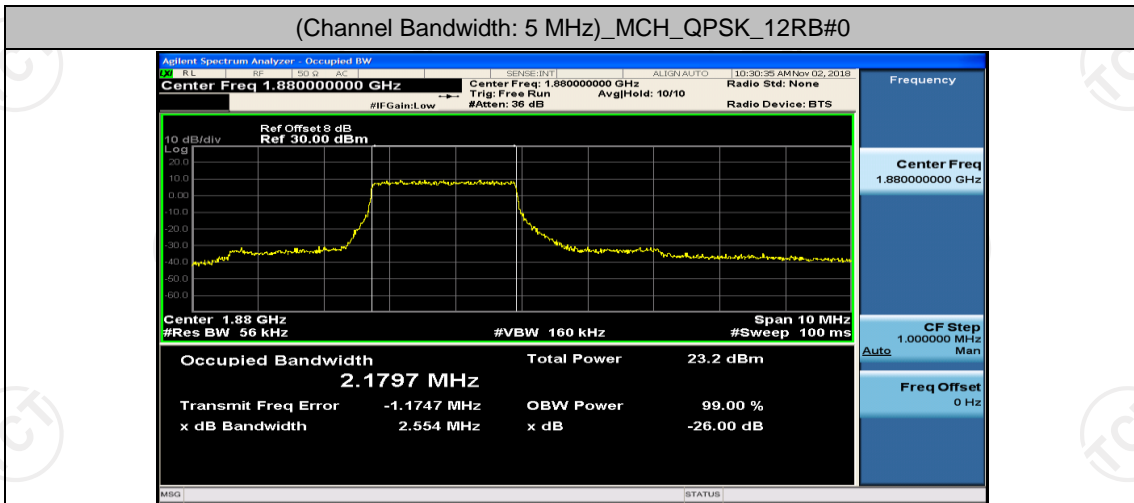 (Channel Bandwidth: 5 MHz)_MCH_QPSK_12RB#0
Agilent Spectrum Analyzer - Occupied BW
LXI RL RF 50 Ω AC SENSE:INT ALIGN AUTO 10:30:35 AM Nov 02, 2018
Center Freq 1.880000000 GHz
Center Freq: 1.880000000 GHz
Radio Std: None
Trig: Free Run Avg|Hold: 10/10
#IFGain:Low
#Atten: 36 dB
Radio Device: BTS
Ref Offset 8 dB
10 dB/div Ref 30.00 dBm
Log
20.0
10.0
0.00
-10.0
-20.0
-30.0
-40.0
-50.0
-60.0
Center 1.88 GHz Span 10 MHz
#Res BW 56 kHz #VBW 160 kHz #Sweep 100 ms
Occupied Bandwidth Total Power 23.2 dBm
2.1797 MHz
Transmit Freq Error -1.1747 MHz OBW Power 99.00 %
x dB Bandwidth 2.554 MHz x dB -26.00 dB
MSG STATUS
Frequency
Center Freq
1.880000000 GHz
CF Step
1.000000 MHz
Auto Man
Freq Offset
0 Hz
TCT
TCT